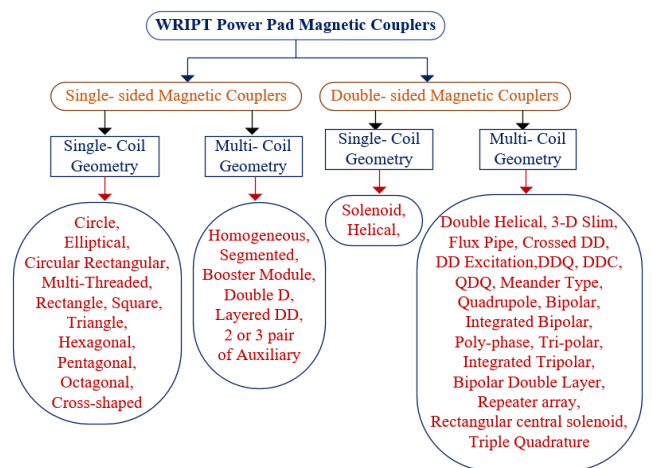 WRIPT Power Pad Magnetic Couplers
Single- sided Magnetic Couplers
Double- sided Magnetic Couplers
Single- Coil
Geometry
Multi- Coil
Geometry
Single- Coil
Geometry
Multi- Coil
Geometry
Circle,
Elliptical,
Circular Rectangular,
Multi-Threaded,
Rectangle, Square,
Triangle,
Hexagonal,
Pentagonal,
Octagonal,
Cross-shaped
Homogeneous,
Segmented,
Booster Module,
Double D,
Layered DD,
2 or 3 pair
of Auxiliary
Solenoid,
Helical,
Double Helical, 3-D Slim,
Flux Pipe, Crossed DD,
DD Excitation,DDQ, DDC,
QDQ, Meander Type,
Quadrupole, Bipolar,
Integrated Bipolar,
Poly-phase, Tri-polar,
Integrated Tripolar,
Bipolar Double Layer,
Repeater array,
Rectangular central solenoid,
Triple Quadrature